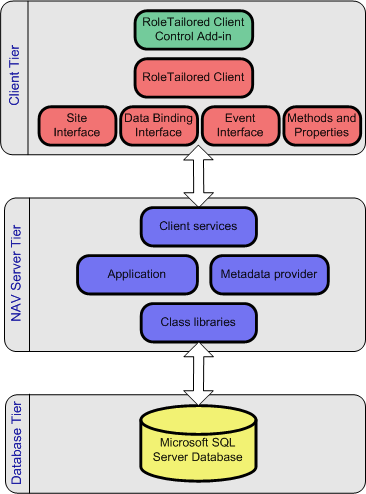 Client Tier
RoleTailored Client
Control Add-in
RoleTailored Client
Site
Interface
Data Binding
Interface
Event
Interface
Methods and
Properties
NAV Server Tier
Client services
Application
Metadata provider
Class libraries
Database Tier
Microsoft SQL
Server Database